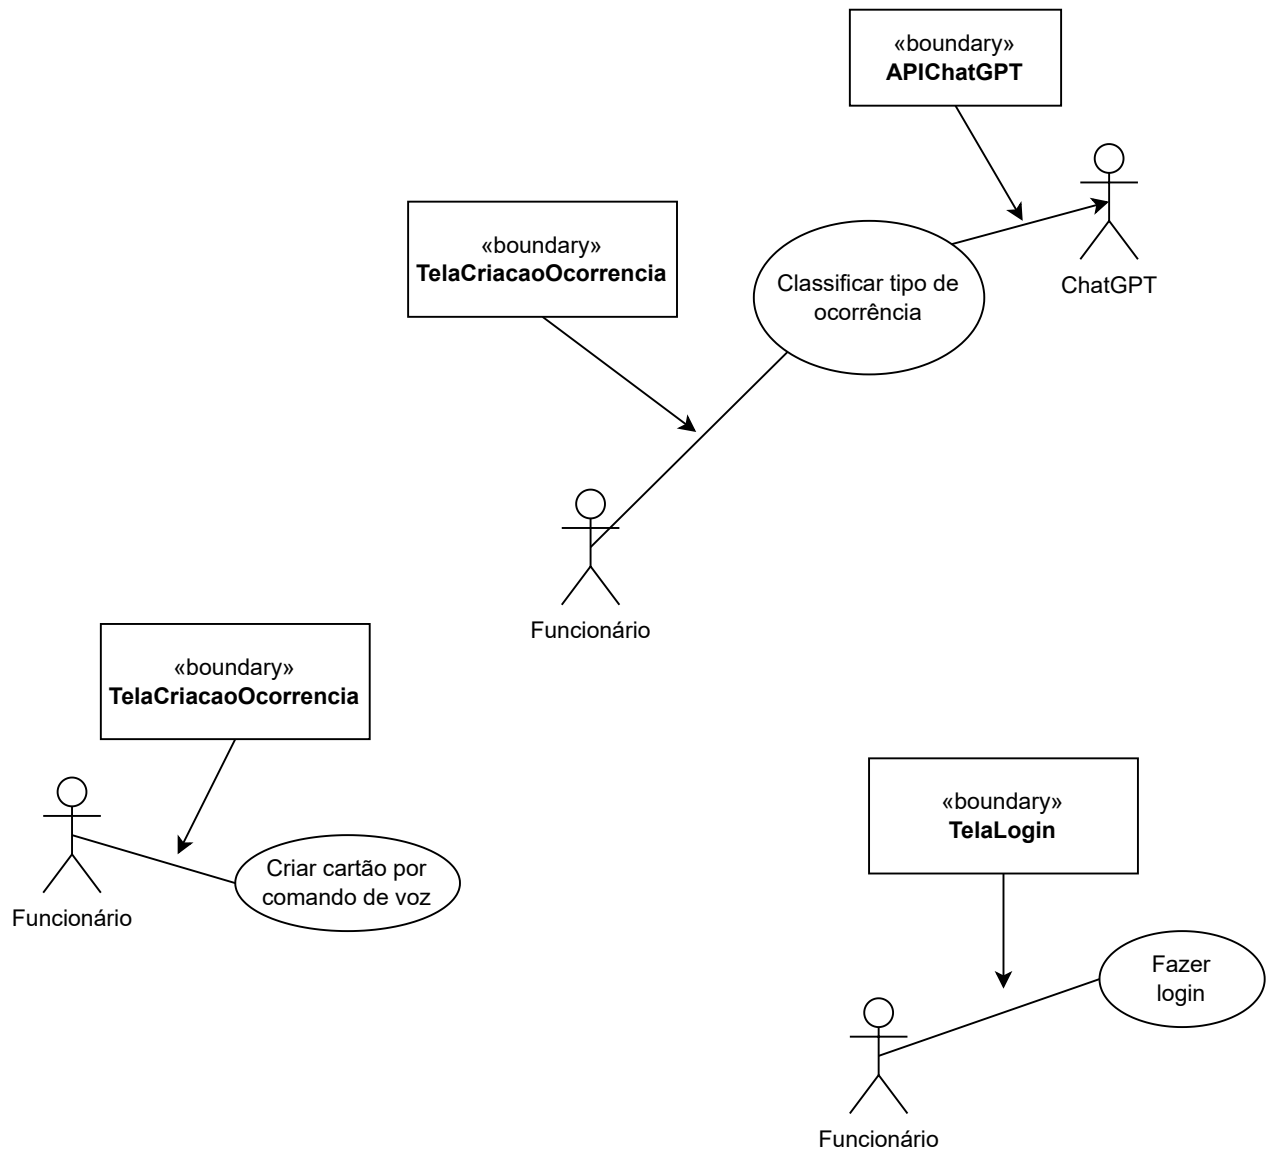 «boundary»
APIChatGPT
ChatGPT
«boundary»
TelaCriacaoOcorrencia
Classificar tipo de
ocorrência
Funcionário
«boundary»
TelaCriacaoOcorrencia
Funcionário
Criar cartão por
comando de voz
«boundary»
TelaLogin
Fazer
login
Funcionário